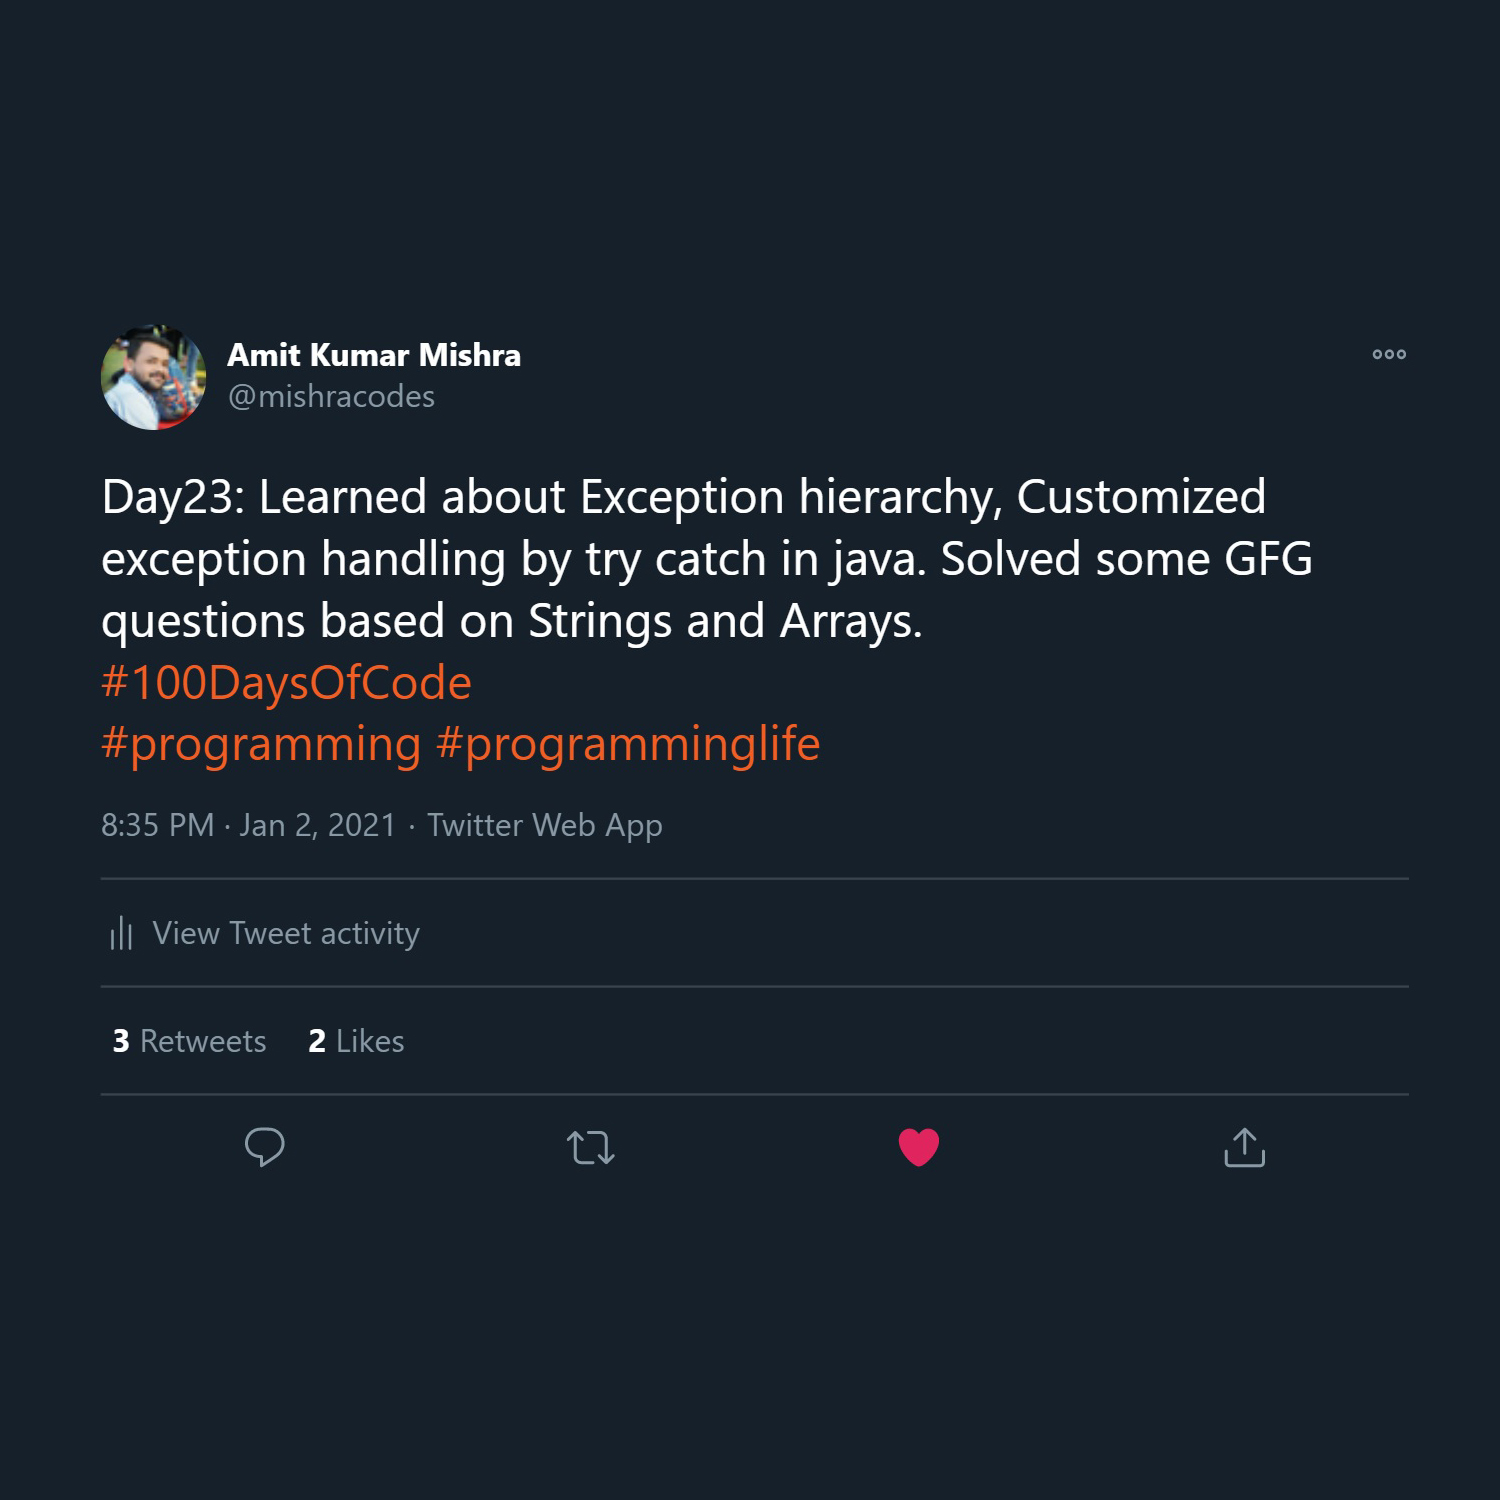 Amit Kumar Mishra
@mishracodes
Day23: Learned about Exception hierarchy, Customized
exception handling by try catch in java. Solved some GFG
questions based on Strings and Arrays.
#100DaysOfCode
#programming #programminglife
8:35 PM · Jan 2, 2021 · Twitter Web App
View Tweet activity
3 Retweets 2 Likes